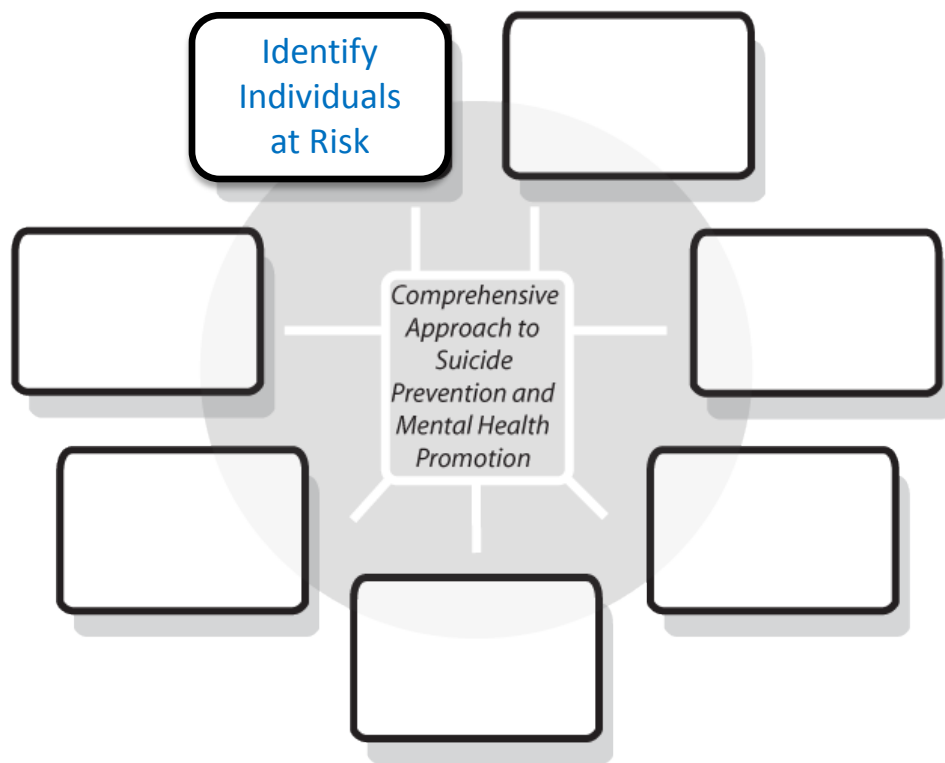 Identify
Individuals
at Risk
Comprehensive
Approach to
Suicide
Prevention and
Mental Health
Promotion